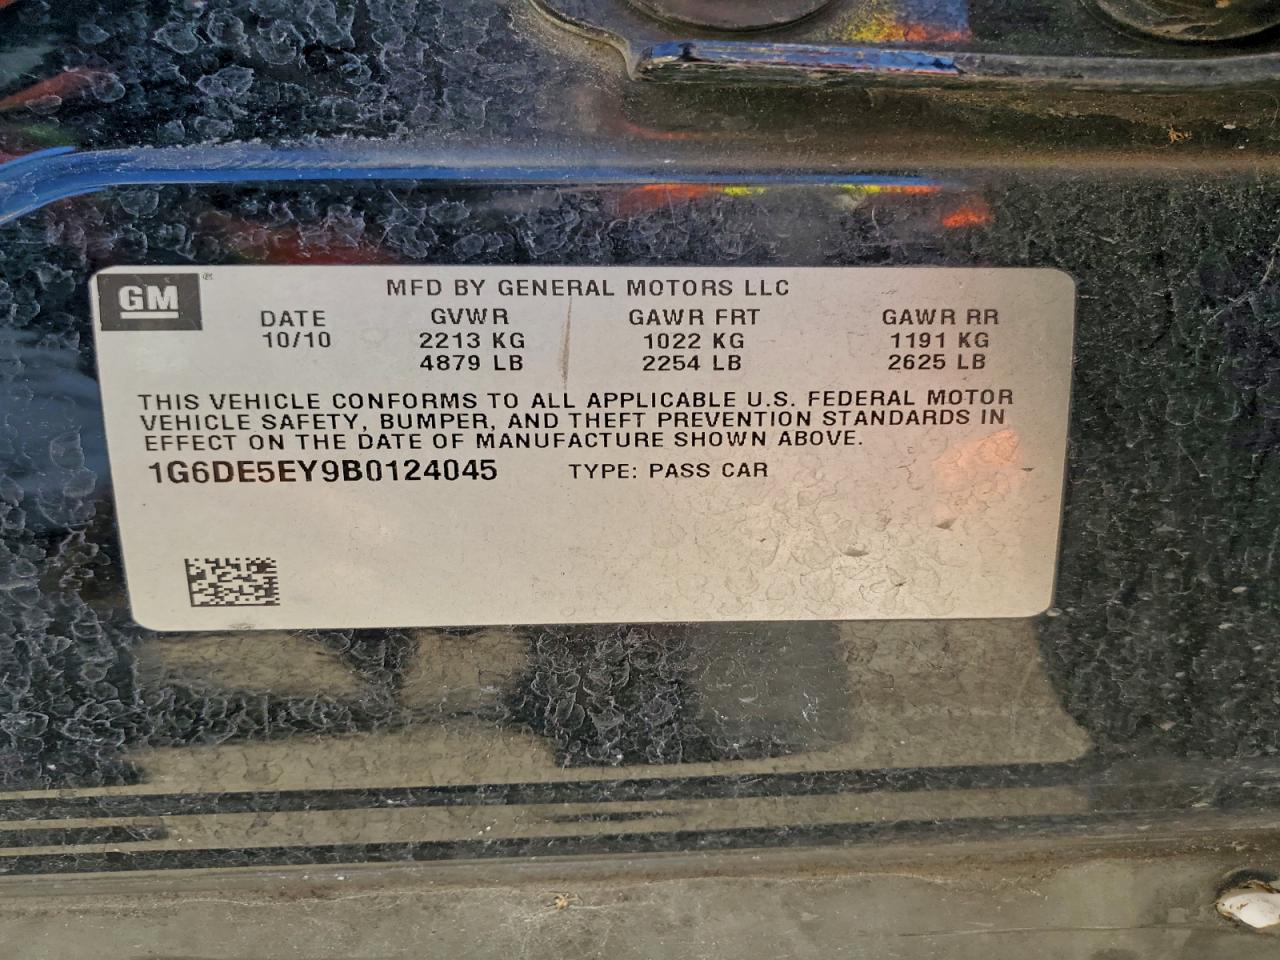 GM®
MFD BY GENERAL MOTORS LLC
DATE GVWR GAWR FRT GAWR RR
10/10 2213 KG 1022 KG 1191 KG
4879 LB 2254 LB 2625 LB
THIS VEHICLE CONFORMS TO ALL APPLICABLE U.S. FEDERAL MOTOR
VEHICLE SAFETY, BUMPER, AND THEFT PREVENTION STANDARDS IN
EFFECT ON THE DATE OF MANUFACTURE SHOWN ABOVE.
1G6DE5EY9B0124045 TYPE: PASS CAR